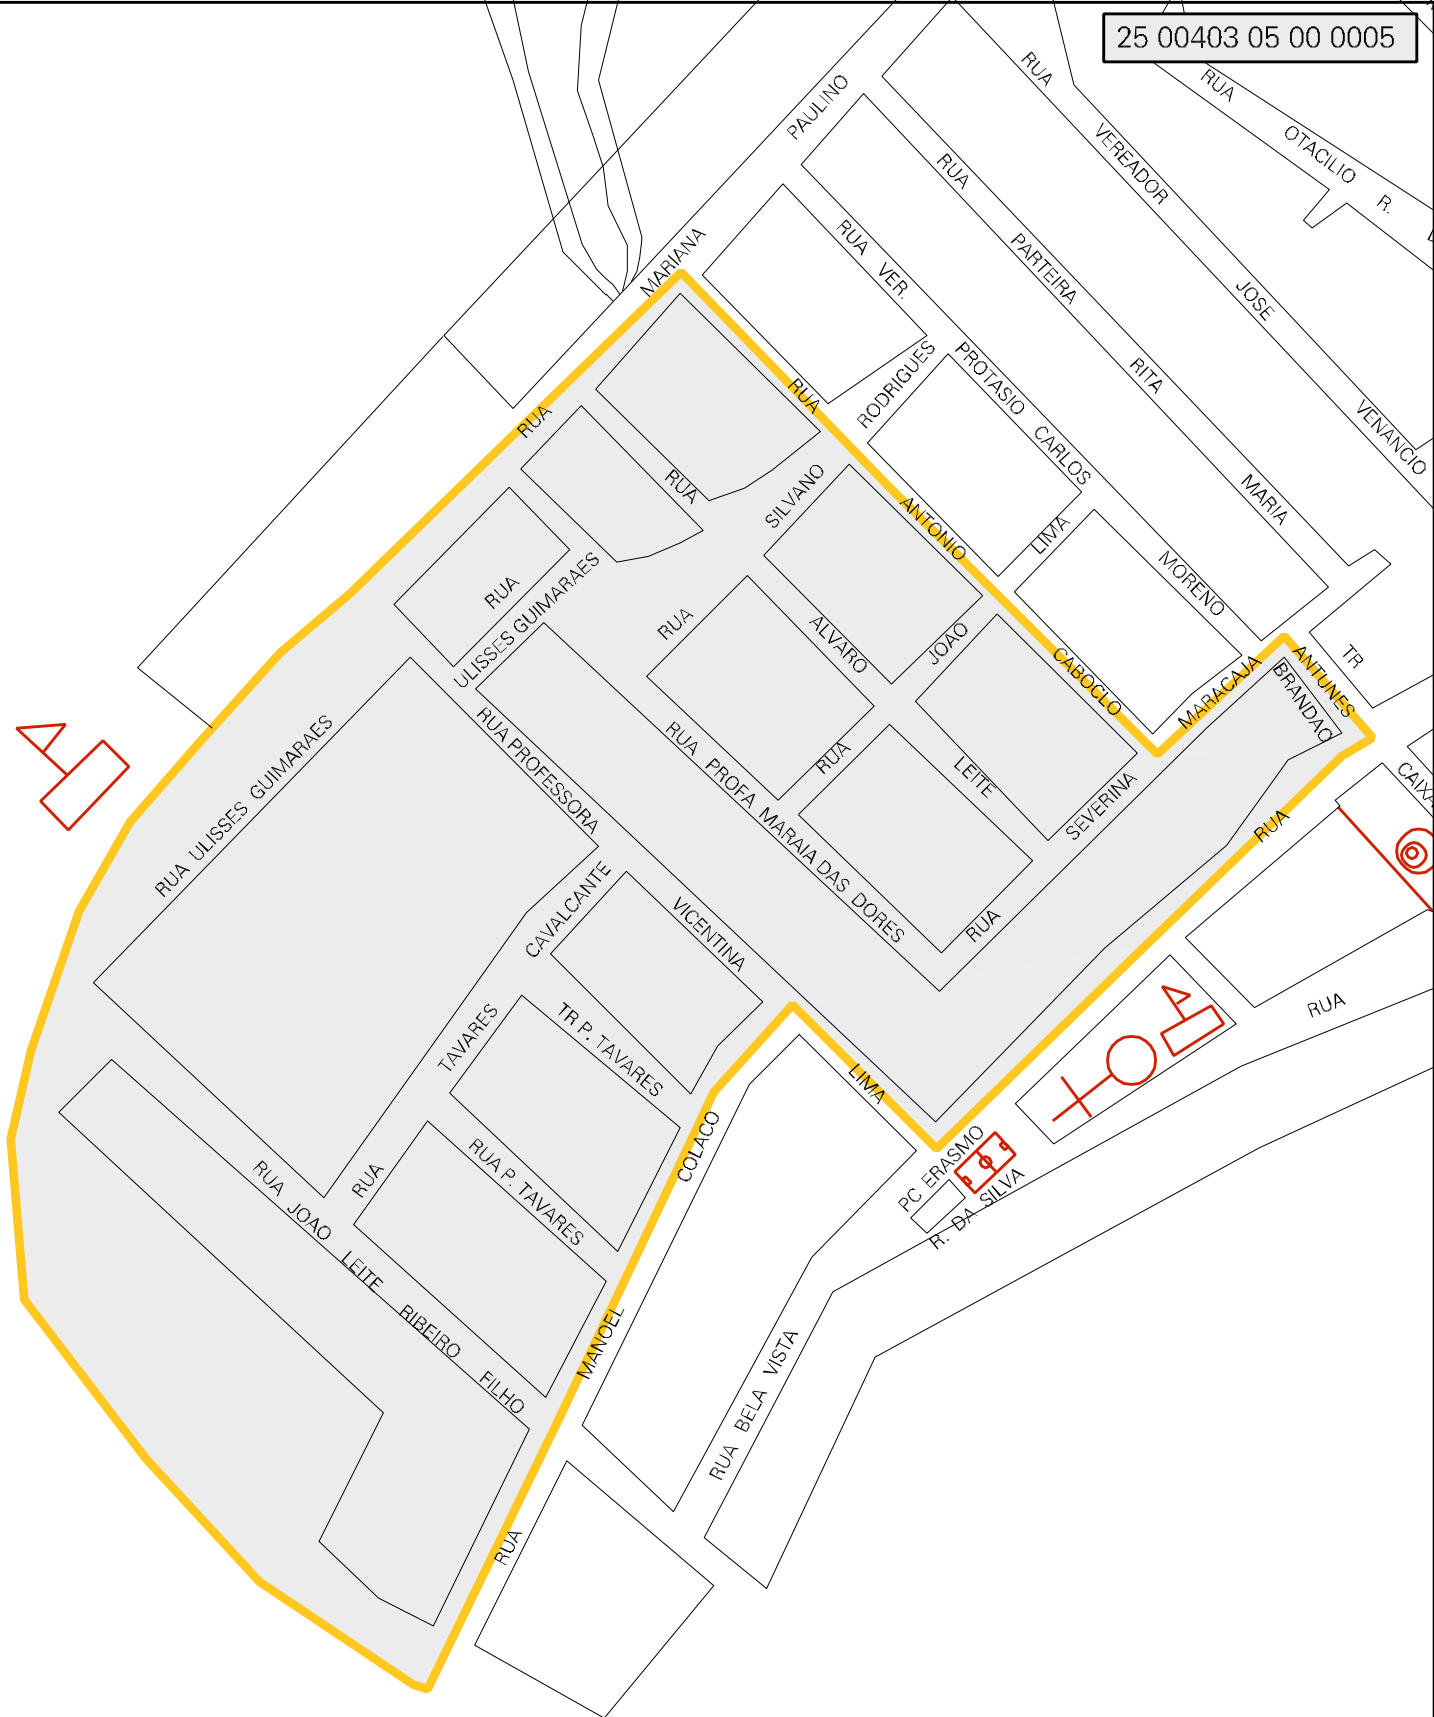 25 00403 05 00 0005
RUA
VEREADOR
JOSE
VENANCIO
RUA
OTACILIO
R.
PAULINO
MARIANA
RUA
RUA
PARTEIRA
RITA
MARIA
RUA VER.
PROTASIO
CARLOS
MORENO
RODRIGUES
LIMA
RUA
ANTONIO
CABOCLO
MARACAJA
ANTUNES
BRANDAO
TR
SILVANO
RUA
RUA
RUA
ULISSES GUIMARAES
ALVARO
JOAO
LEITE
RUA
SEVERINA
RUA
RUA
RUA PROFA MARAIA DAS DORES
RUA PROFESSORA
VICENTINA
LIMA
RUA ULISSES GUIMARAES
CAVALCANTE
TAVARES
RUA
TR P. TAVARES
RUA P. TAVARES
RUA JOAO LEITE RIBEIRO FILHO
COLACO
MANOEL
RUA
RUA BELA VISTA
PC ERASMO
R. DA SILVA
RUA